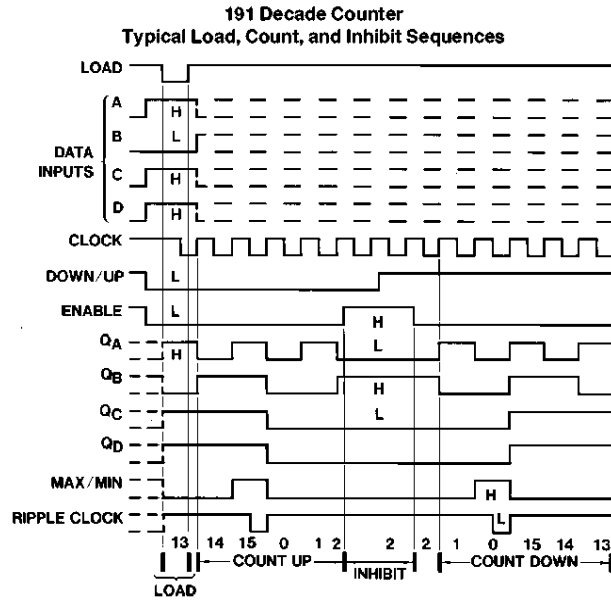 191 Decade Counter
Typical Load, Count, and Inhibit Sequences
LOAD
A
H
B
L
DATA
INPUTS
C
H
D
H
CLOCK
DOWN/UP
L
ENABLE
L
H
QA
H
L
QB
H
QC
L
QD
MAX/MIN
H
RIPPLE CLOCK
L
13 14 15 0 1 2 2 2 1 0 15 14 13
COUNT UP
INHIBIT
COUNT DOWN
LOAD